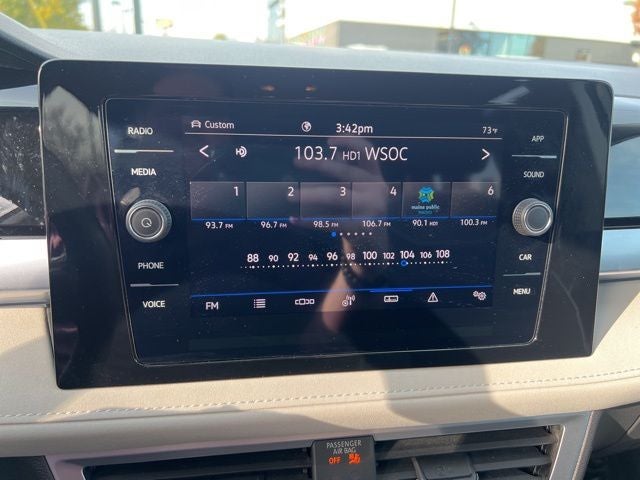 RADIO
MEDIA
PHONE
VOICE
Custom
3:42pm
73°F
103.7 HD1 WSOC
1 2 3 4 6
maine public
93.7 FM 96.7 FM 98.5 FM 106.7 FM 90.1 HD1 100.3 FM
88 90 92 94 96 98 100 102 104 106 108
FM
APP
SOUND
CAR
MENU
PASSENGER
AIR BAG
OFF